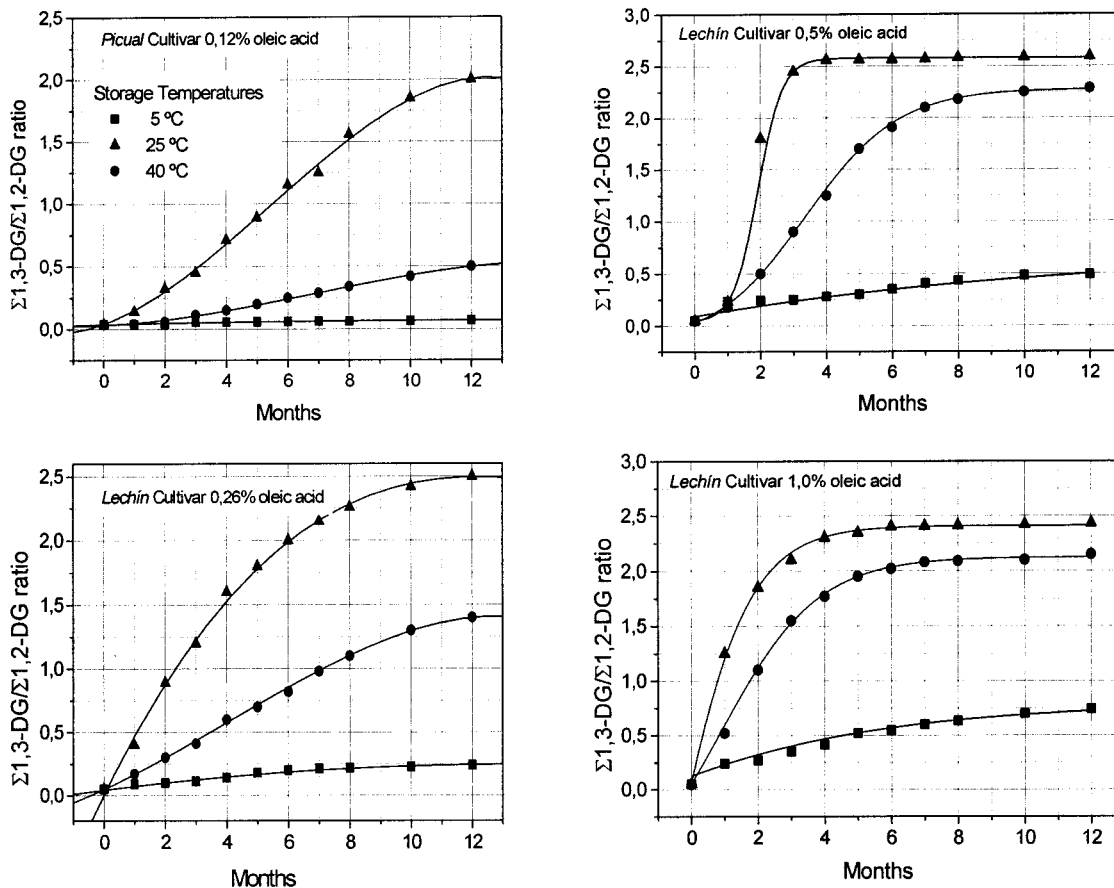 Picual Cultivar 0,12% oleic acid
Storage Temperatures
5 ºC
25 ºC
40 ºC
Σ1,3-DG/Σ1,2-DG ratio
2,5
2,0
1,5
1,0
0,5
0,0
0 2 4 6 8 10 12
Months
Lechín Cultivar 0,5% oleic acid
Σ1,3-DG/Σ1,2-DG ratio
3,0
2,5
2,0
1,5
1,0
0,5
0,0
0 2 4 6 8 10 12
Months
Lechín Cultivar 0,26% oleic acid
Σ1,3-DG/Σ1,2-DG ratio
2,5
2,0
1,5
1,0
0,5
0,0
0 2 4 6 8 10 12
Months
Lechín Cultivar 1,0% oleic acid
Σ1,3-DG/Σ1,2-DG ratio
3,0
2,5
2,0
1,5
1,0
0,5
0,0
0 2 4 6 8 10 12
Months